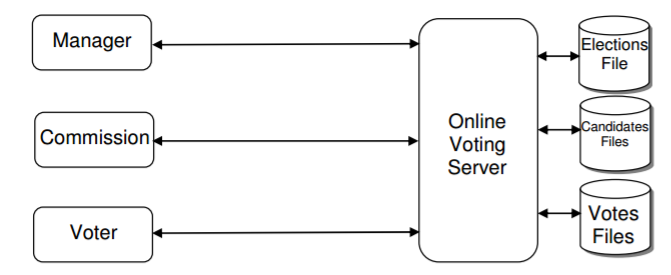 Manager
Commission
Voter
Online
Voting
Server
Elections
File
Candidates
Files
Votes
Files